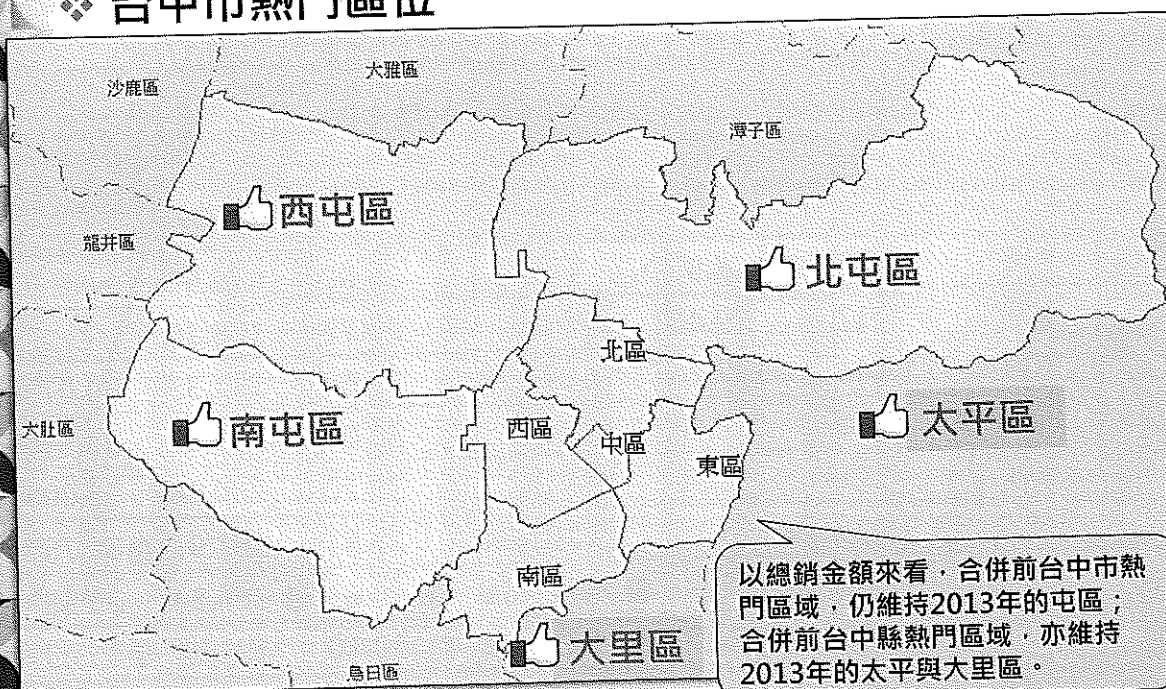 ❖ 台中市熱門區位
大雅區
沙鹿區
潭子區
西屯區
龍井區
北屯區
北區
太平區
大肚區
南屯區
西區
中區
東區
南區
大里區
烏日區
以總銷金額來看，合併前台中市熱
門區域，仍維持2013年的屯區；
合併前台中縣熱門區域，亦維持
2013年的太平與大里區。